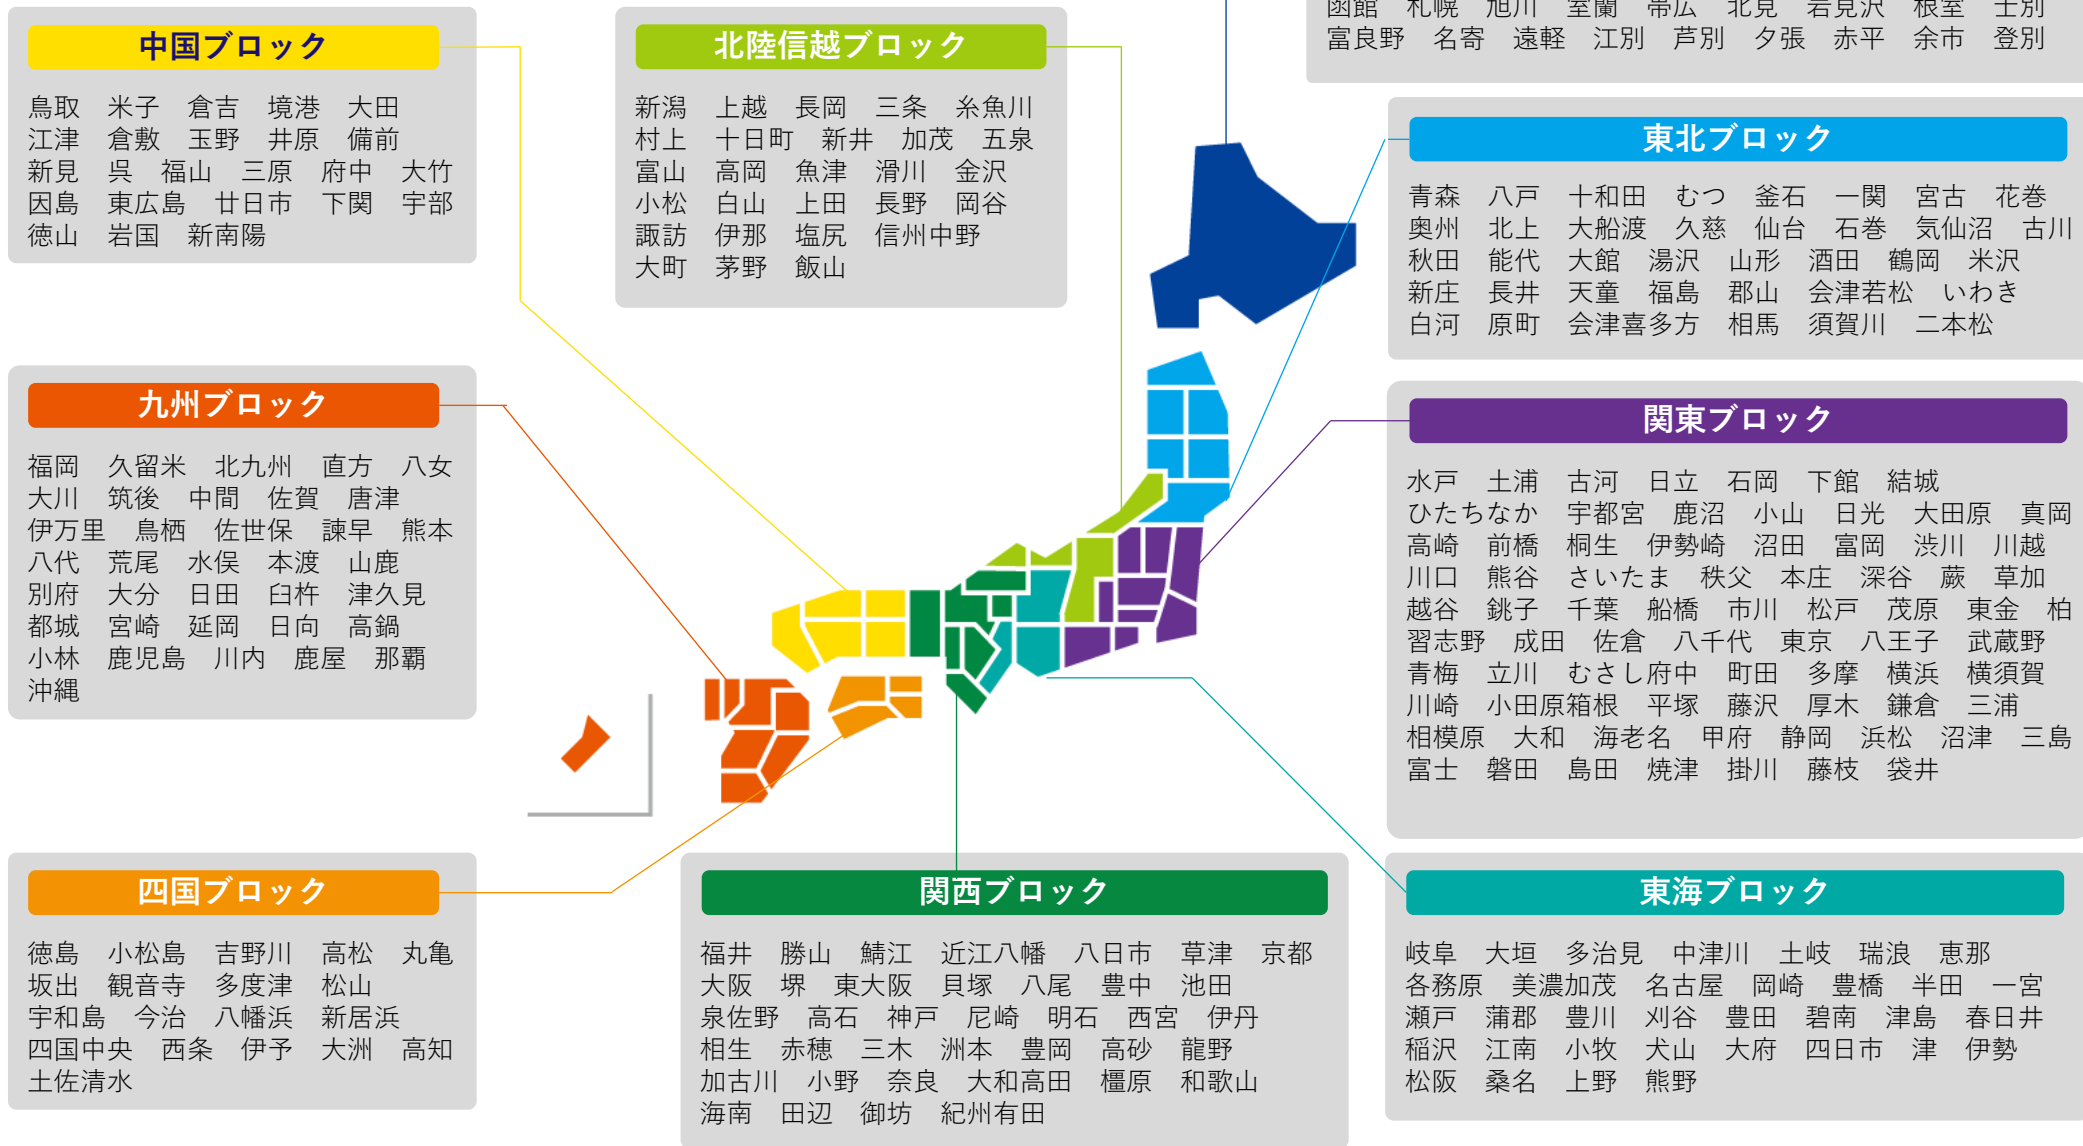 中国ブロック
鳥取 米子 倉吉 境港 大田
江津 倉敷 玉野 井原 備前
新見 呉 福山 三原 府中 大竹
因島 東広島 廿日市 下関 宇部
徳山 岩国 新南陽
北陸信越ブロック
新潟 上越 長岡 三条 糸魚川
村上 十日町 新井 加茂 五泉
富山 高岡 魚津 滑川 金沢
小松 白山 上田 長野 岡谷
諏訪 伊那 塩尻 信州中野
大町 茅野 飯山
函館 札幌 旭川 室蘭 帯広 北見 岩見沢 根室 士別
富良野 名寄 遠軽 江別 芦別 夕張 赤平 余市 登別
東北ブロック
青森 八戸 十和田 むつ 釜石 一関 宮古 花巻
奥州 北上 大船渡 久慈 仙台 石巻 気仙沼 古川
秋田 能代 大館 湯沢 山形 酒田 鶴岡 米沢
新庄 長井 天童 福島 郡山 会津若松 いわき
白河 原町 会津喜多方 相馬 須賀川 二本松
九州ブロック
福岡 久留米 北九州 直方 八女
大川 筑後 中間 佐賀 唐津
伊万里 鳥栖 佐世保 諫早 熊本
八代 荒尾 水俣 本渡 山鹿
別府 大分 日田 臼杵 津久見
都城 宮崎 延岡 日向 高鍋
小林 鹿児島 川内 鹿屋 那覇
沖縄
関東ブロック
水戸 土浦 古河 日立 石岡 下館 結城
ひたちなか 宇都宮 鹿沼 小山 日光 大田原 真岡
高崎 前橋 桐生 伊勢崎 沼田 富岡 渋川 川越
川口 熊谷 さいたま 秩父 本庄 深谷 蕨 草加
越谷 銚子 千葉 船橋 市川 松戸 茂原 東金 柏
習志野 成田 佐倉 八千代 東京 八王子 武蔵野
青梅 立川 むさし府中 町田 多摩 横浜 横須賀
川崎 小田原箱根 平塚 藤沢 厚木 鎌倉 三浦
相模原 大和 海老名 甲府 静岡 浜松 沼津 三島
富士 磐田 島田 焼津 掛川 藤枝 袋井
四国ブロック
徳島 小松島 吉野川 高松 丸亀
坂出 観音寺 多度津 松山
宇和島 今治 八幡浜 新居浜
四国中央 西条 伊予 大洲 高知
土佐清水
関西ブロック
福井 勝山 鯖江 近江八幡 八日市 草津 京都
大阪 堺 東大阪 貝塚 八尾 豊中 池田
泉佐野 高石 神戸 尼崎 明石 西宮 伊丹
相生 赤穂 三木 洲本 豊岡 高砂 龍野
加古川 小野 奈良 大和高田 橿原 和歌山
海南 田辺 御坊 紀州有田
東海ブロック
岐阜 大垣 多治見 中津川 土岐 瑞浪 恵那
各務原 美濃加茂 名古屋 岡崎 豊橋 半田 一宮
瀬戸 蒲郡 豊川 刈谷 豊田 碧南 津島 春日井
稲沢 江南 小牧 犬山 大府 四日市 津 伊勢
松阪 桑名 上野 熊野